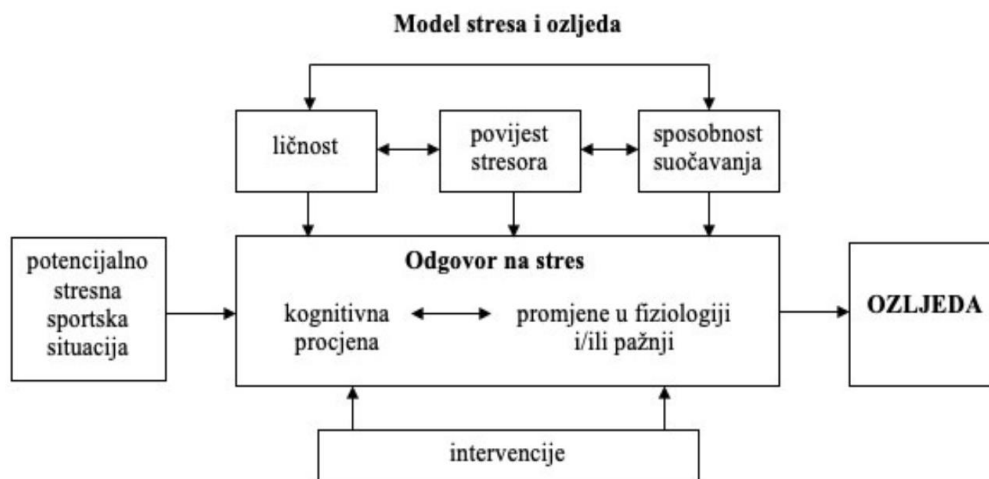 Model stresa i ozljeda
ličnost
povijest
stresora
sposobnost
suočavanja
potencijalno
stresna
sportska
situacija
Odgovor na stres
kognitivna
procjena
promjene u fiziologiji
i/ili pažnji
OZLJEDA
intervencije